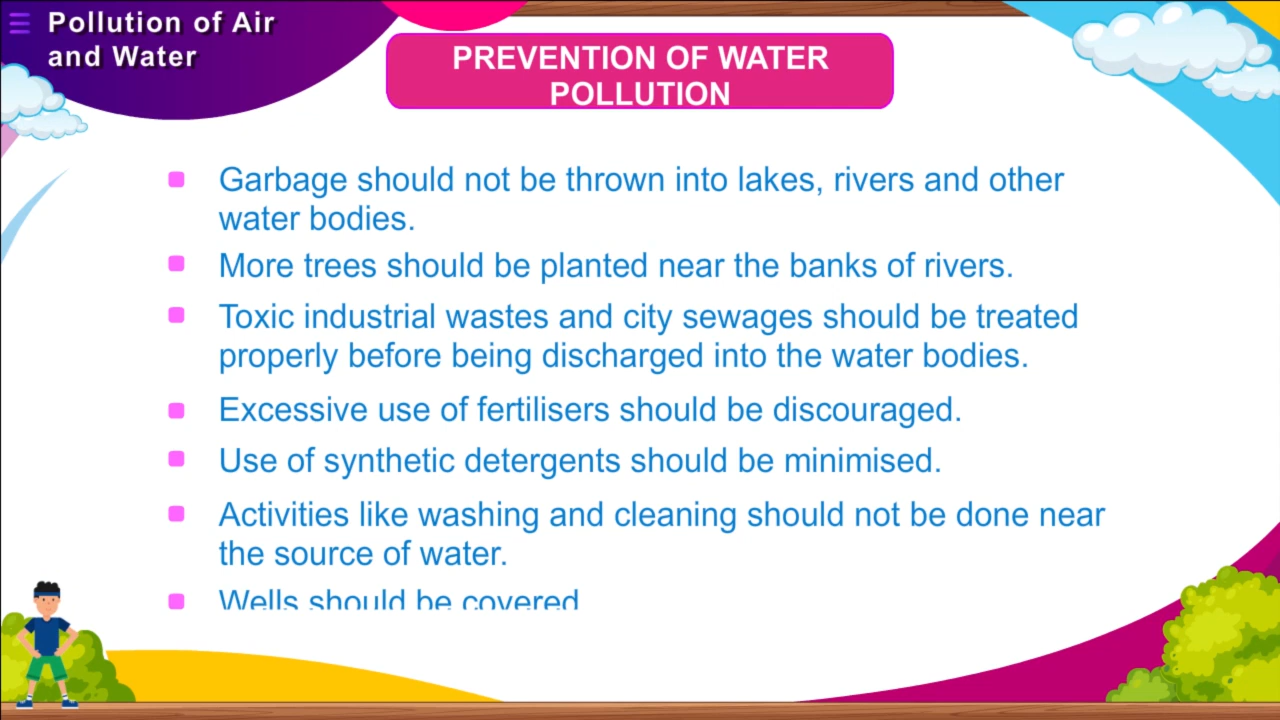 Pollution of Air
and Water
PREVENTION OF WATER
POLLUTION
Garbage should not be thrown into lakes, rivers and other
water bodies.
More trees should be planted near the banks of rivers.
Toxic industrial wastes and city sewages should be treated
properly before being discharged into the water bodies.
Excessive use of fertilisers should be discouraged.
Use of synthetic detergents should be minimised.
Activities like washing and cleaning should not be done near
the source of water.
Wells should be covered